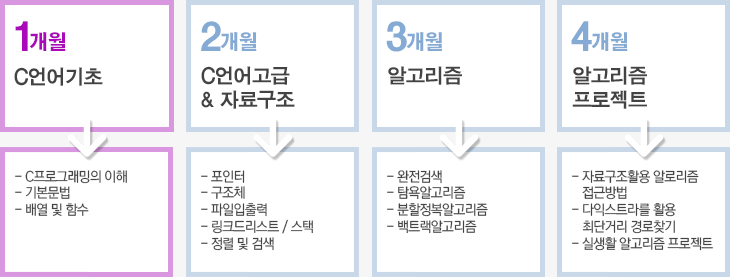 1개월
C언어기초
2개월
C언어고급
& 자료구조
3개월
알고리즘
4개월
알고리즘
프로젝트
- C프로그래밍의 이해
- 기본문법
- 배열 및 함수
- 포인터
- 구조체
- 파일입출력
- 링크드리스트 / 스택
- 정렬 및 검색
- 완전검색
- 탐욕알고리즘
- 분할정복알고리즘
- 백트랙알고리즘
- 자료구조활용 알로리즘
접근방법
- 다익스트라를 활용
최단거리 경로찾기
- 실생활 알고리즘 프로젝트